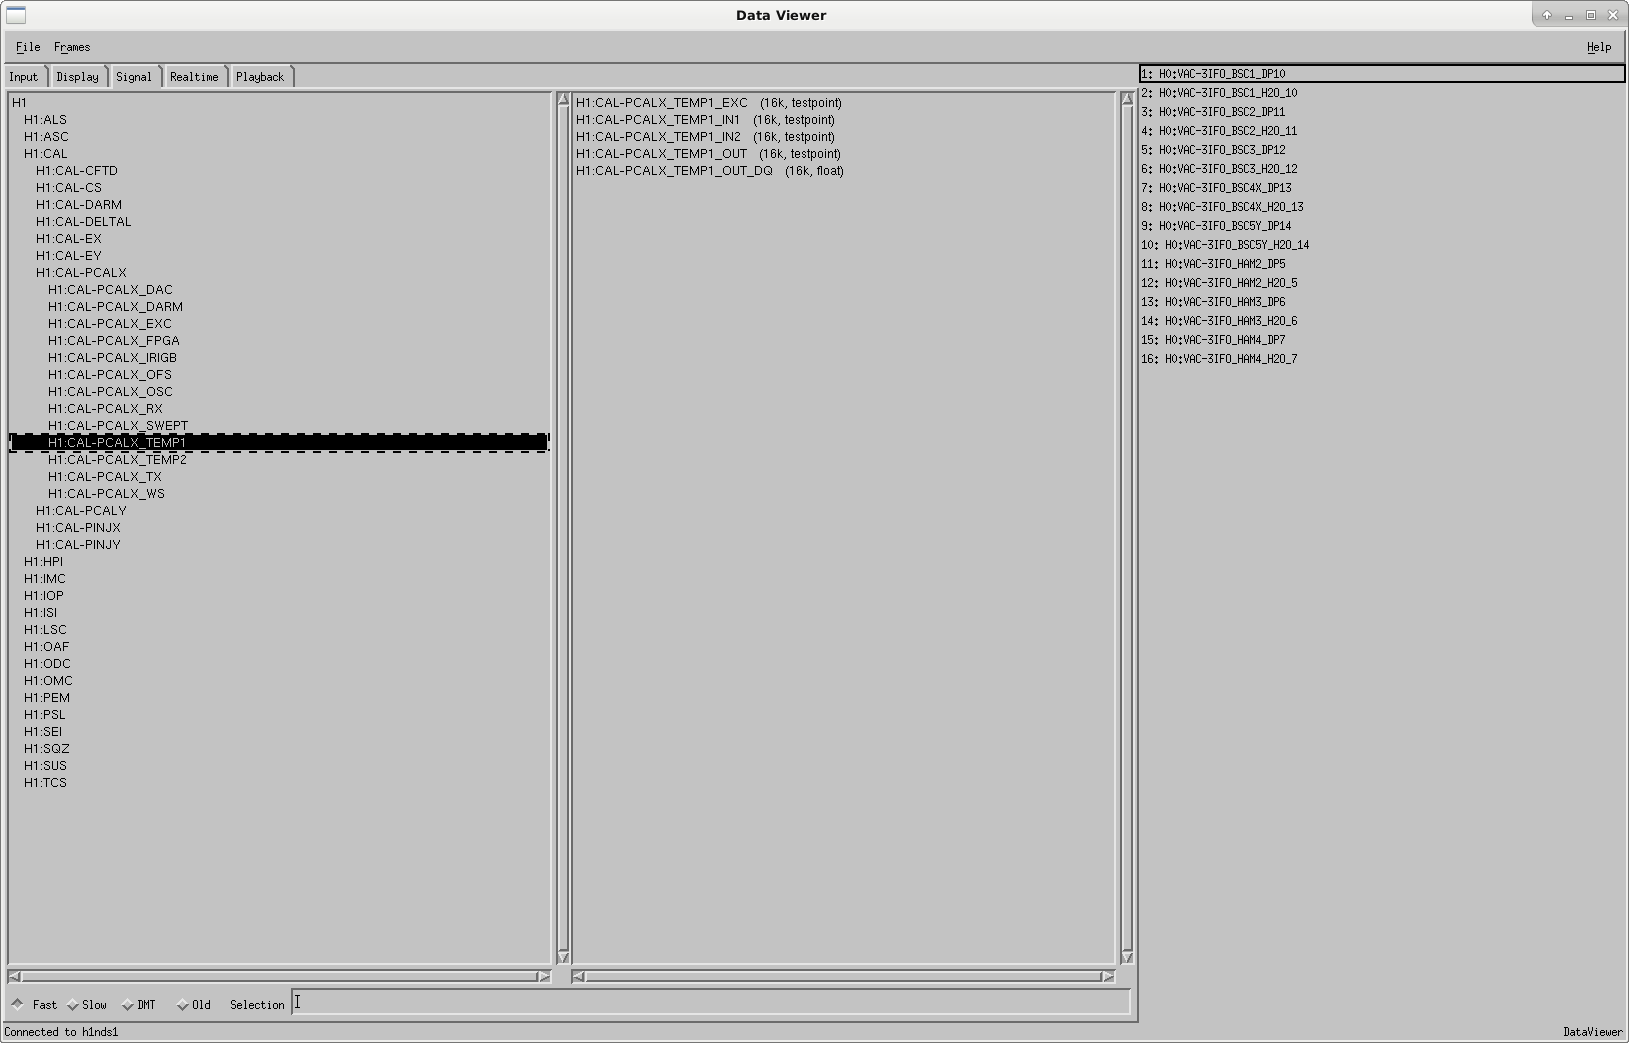 Data Viewer
File Frames Help
Input Display Signal Realtime Playback
H1
H1:ALS
H1:ASC
H1:CAL
H1:CAL-CFTD
H1:CAL-CS
H1:CAL-DARM
H1:CAL-DELTAL
H1:CAL-EX
H1:CAL-EY
H1:CAL-PCALX
H1:CAL-PCALX_DAC
H1:CAL-PCALX_DARM
H1:CAL-PCALX_EXC
H1:CAL-PCALX_FPGA
H1:CAL-PCALX_IRIGB
H1:CAL-PCALX_OFS
H1:CAL-PCALX_OSC
H1:CAL-PCALX_RX
H1:CAL-PCALX_SWEPT
H1:CAL-PCALX_TEMP1
H1:CAL-PCALX_TEMP2
H1:CAL-PCALX_TX
H1:CAL-PCALX_WS
H1:CAL-PCALY
H1:CAL-PINJX
H1:CAL-PINJY
H1:HPI
H1:IMC
H1:IOP
H1:ISI
H1:LSC
H1:OAF
H1:ODC
H1:OMC
H1:PEM
H1:PSL
H1:SEI
H1:SQZ
H1:SUS
H1:TCS
H1:CAL-PCALX_TEMP1_EXC (16k, testpoint)
H1:CAL-PCALX_TEMP1_IN1 (16k, testpoint)
H1:CAL-PCALX_TEMP1_IN2 (16k, testpoint)
H1:CAL-PCALX_TEMP1_OUT (16k, testpoint)
H1:CAL-PCALX_TEMP1_OUT_DQ (16k, float)
1: H0:VAC-3IFO_BSC1_DP10
2: H0:VAC-3IFO_BSC1_H2O_10
3: H0:VAC-3IFO_BSC2_DP11
4: H0:VAC-3IFO_BSC2_H2O_11
5: H0:VAC-3IFO_BSC3_DP12
6: H0:VAC-3IFO_BSC3_H2O_12
7: H0:VAC-3IFO_BSC4X_DP13
8: H0:VAC-3IFO_BSC4X_H2O_13
9: H0:VAC-3IFO_BSC5Y_DP14
10: H0:VAC-3IFO_BSC5Y_H2O_14
11: H0:VAC-3IFO_HAM2_DP5
12: H0:VAC-3IFO_HAM2_H2O_5
13: H0:VAC-3IFO_HAM3_DP6
14: H0:VAC-3IFO_HAM3_H2O_6
15: H0:VAC-3IFO_HAM4_DP7
16: H0:VAC-3IFO_HAM4_H2O_7
Fast Slow DMT Old Selection
Connected to h1nds1 DataViewer